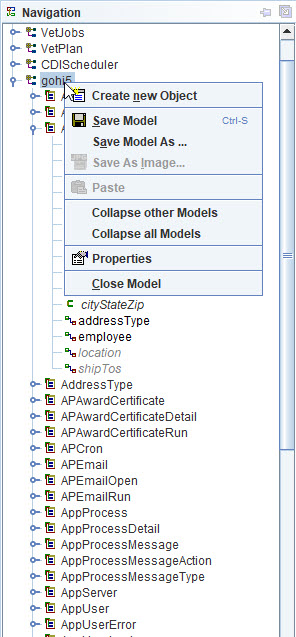 Navigation
VetJobs
VetPlan
CDIScheduler
gohi5
A
Create new Object
Save Model Ctrl-S
Save Model As ...
Save As Image...
Paste
Collapse other Models
Collapse all Models
Properties
Close Model
cityStateZip
addressType
employee
location
shipTos
AddressType
APAwardCertificate
APAwardCertificateDetail
APAwardCertificateRun
APCron
APEmail
APEmailOpen
APEmailRun
AppProcess
AppProcessDetail
AppProcessMessage
AppProcessMessageAction
AppProcessMessageType
AppServer
AppUser
AppUserError